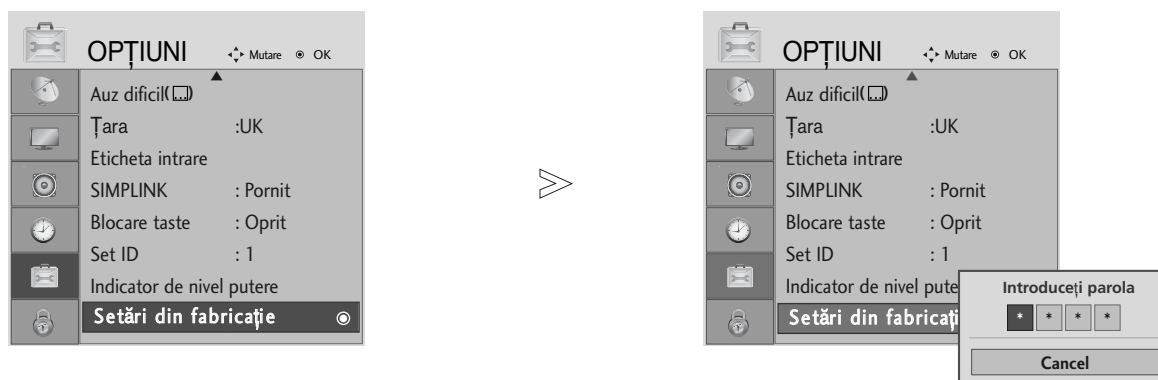 OPȚIUNI Mutare OK
Auz dificil( )
Țara :UK
Eticheta intrare
SIMPLINK : Pornit
Blocare taste : Oprit
Set ID : 1
Indicator de nivel putere
Setări din fabricație
OPȚIUNI Mutare OK
Auz dificil( )
Țara :UK
Eticheta intrare
SIMPLINK : Pornit
Blocare taste : Oprit
Set ID : 1
Indicator de nivel pute
Setări din fabricați
Introduceți parola
* * * *
Cancel